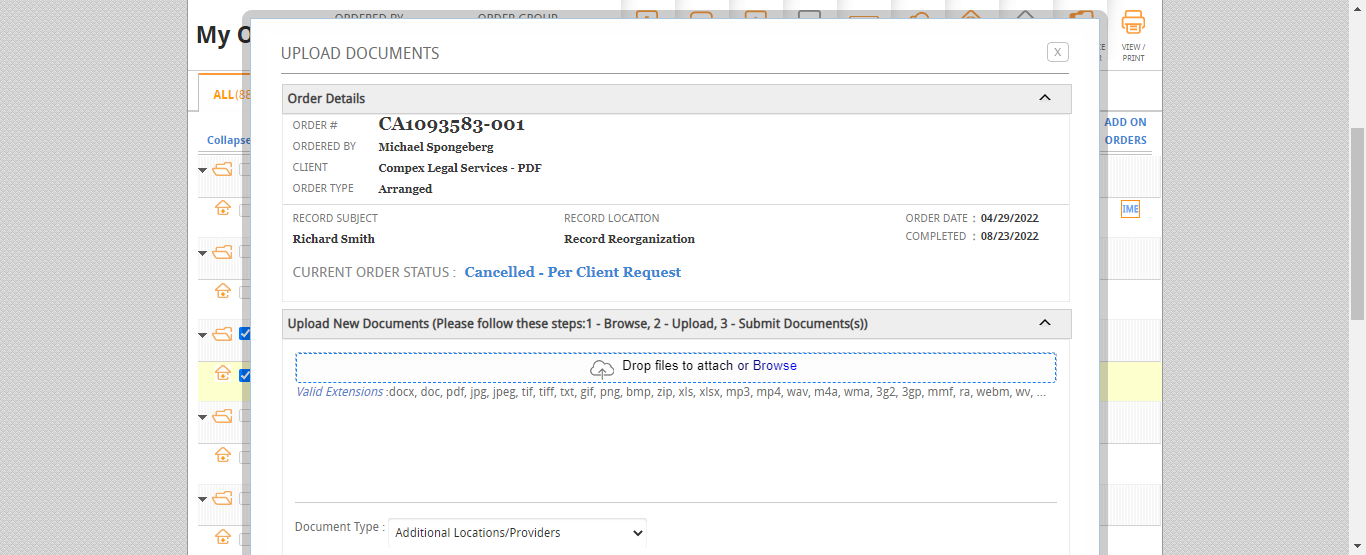 ORDERED BY
ORDER GROUP
My O
VIEW /
PRINT
UPLOAD DOCUMENTS
X
ALL(88
Order Details
ORDER # CA1093583-001
ORDERED BY Michael Spongeberg
CLIENT Compex Legal Services - PDF
ORDER TYPE Arranged
ADD ON
ORDERS
Collapse
RECORD SUBJECT
Richard Smith
RECORD LOCATION
Record Reorganization
ORDER DATE : 04/29/2022
COMPLETED : 08/23/2022
IME
CURRENT ORDER STATUS : Cancelled - Per Client Request
Upload New Documents (Please follow these steps:1 - Browse, 2 - Upload, 3 - Submit Documents(s))
Drop files to attach or Browse
Valid Extensions :docx, doc, pdf, jpg, jpeg, tif, tiff, txt, gif, png, bmp, zip, xls, xlsx, mp3, mp4, wav, m4a, wma, 3g2, 3gp, mmf, ra, webm, wv, ...
Document Type : Additional Locations/Providers